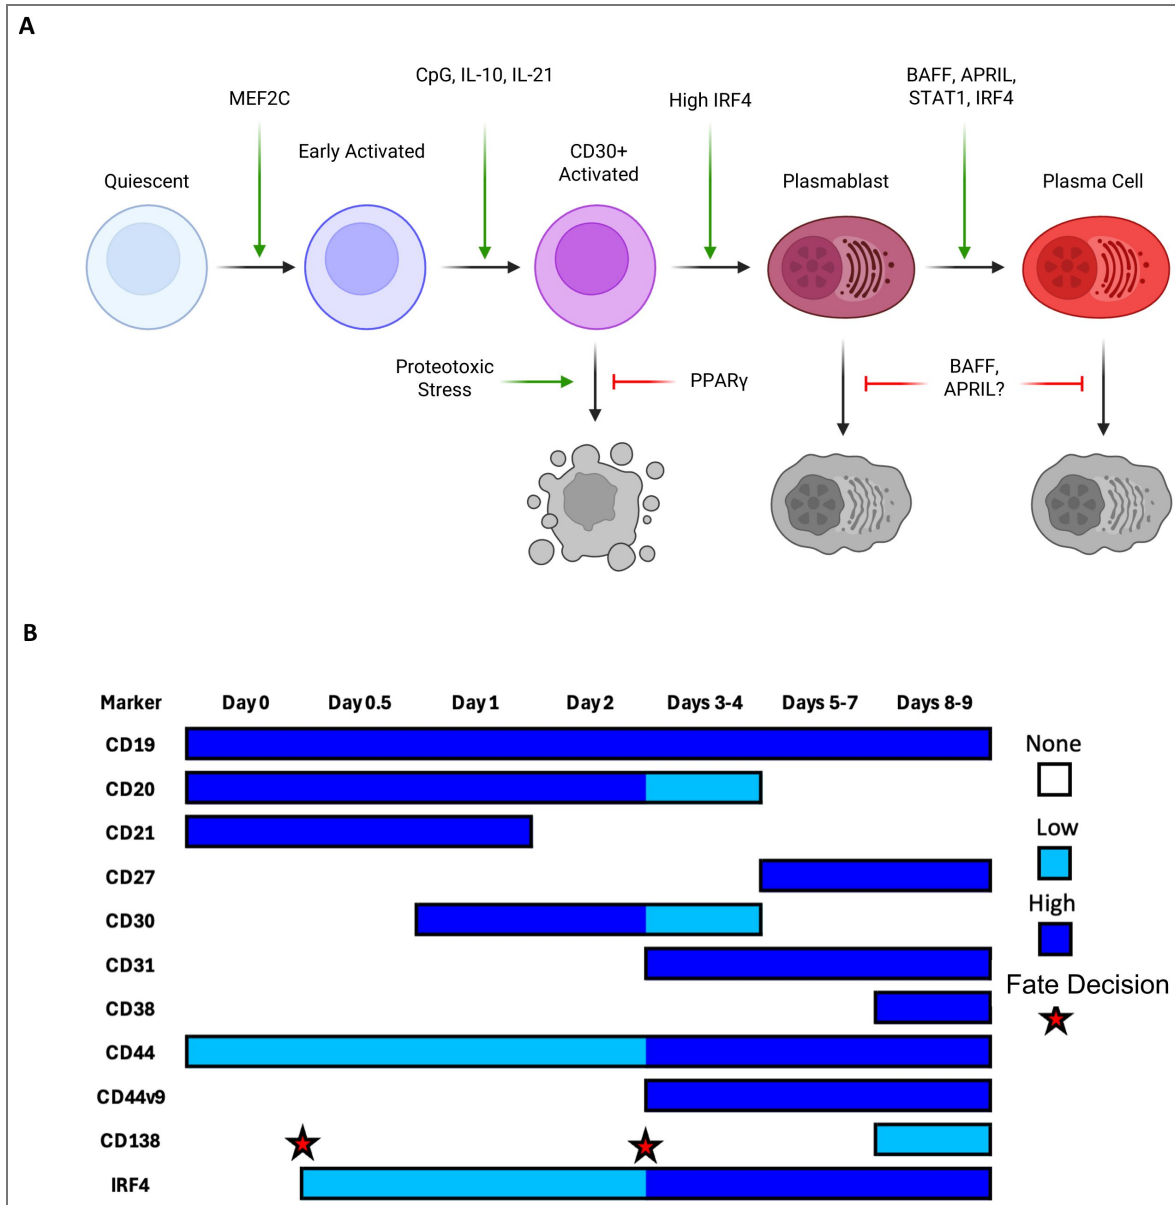 A
CpG, IL-10, IL-21
BAFF, APRIL,
STAT1, IRF4
MEF2C
High IRF4
Early Activated
CD30+
Activated
Quiescent
Plasmablast
Plasma Cell
Proteotoxic
Stress
PPARγ
BAFF,
APRIL?
B
Marker Day 0 Day 0.5 Day 1 Day 2 Days 3-4 Days 5-7 Days 8-9
CD19
CD20
CD21
CD27
CD30
CD31
CD38
CD44
CD44v9
CD138
IRF4
None
Low
High
Fate Decision